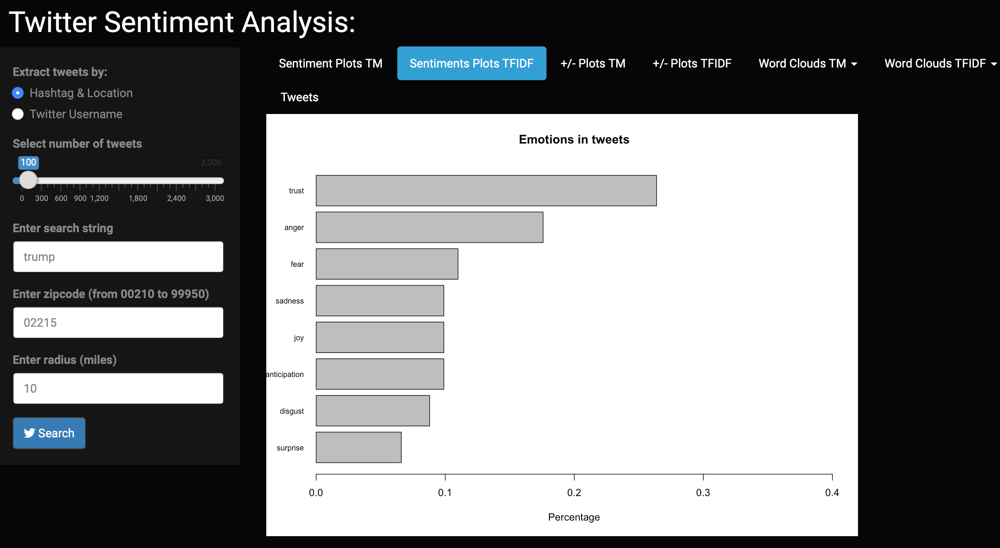 Twitter Sentiment Analysis:
Extract tweets by:
Hashtag & Location
Twitter Username
Select number of tweets
100 3,000
0 300 600 900 1,200 1,800 2,400 3,000
Enter search string
trump
Enter zipcode (from 00210 to 99950)
02215
Enter radius (miles)
10
Search
Sentiment Plots TM Sentiments Plots TFIDF +/- Plots TM +/- Plots TFIDF Word Clouds TM Word Clouds TFIDF
Tweets
Emotions in tweets
trust
anger
fear
sadness
joy
anticipation
disgust
surprise
0.0 0.1 0.2 0.3 0.4
Percentage